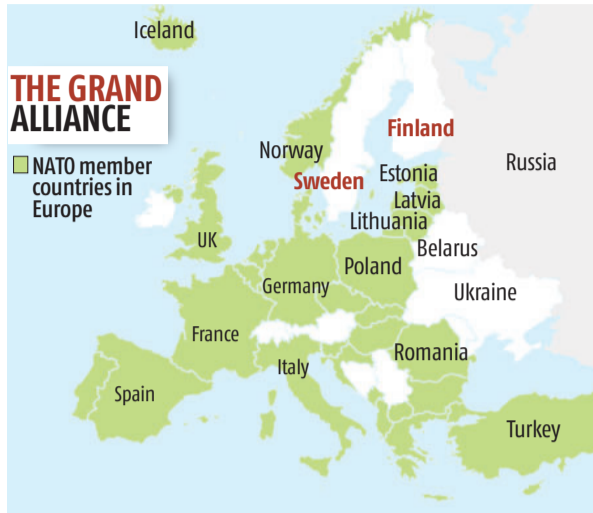 Iceland
THE GRAND
ALLIANCE
NATO member
countries in
Europe
Norway
Finland
Sweden
Estonia
Russia
Latvia
Lithuania
UK
Belarus
Poland
Germany
Ukraine
France
Romania
Italy
Spain
Turkey